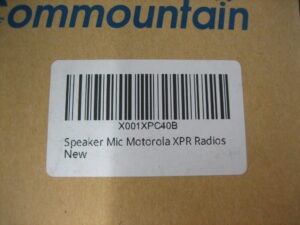 Commountain
X001XPC40B
Speaker Mic Motorola XPR Radios
New